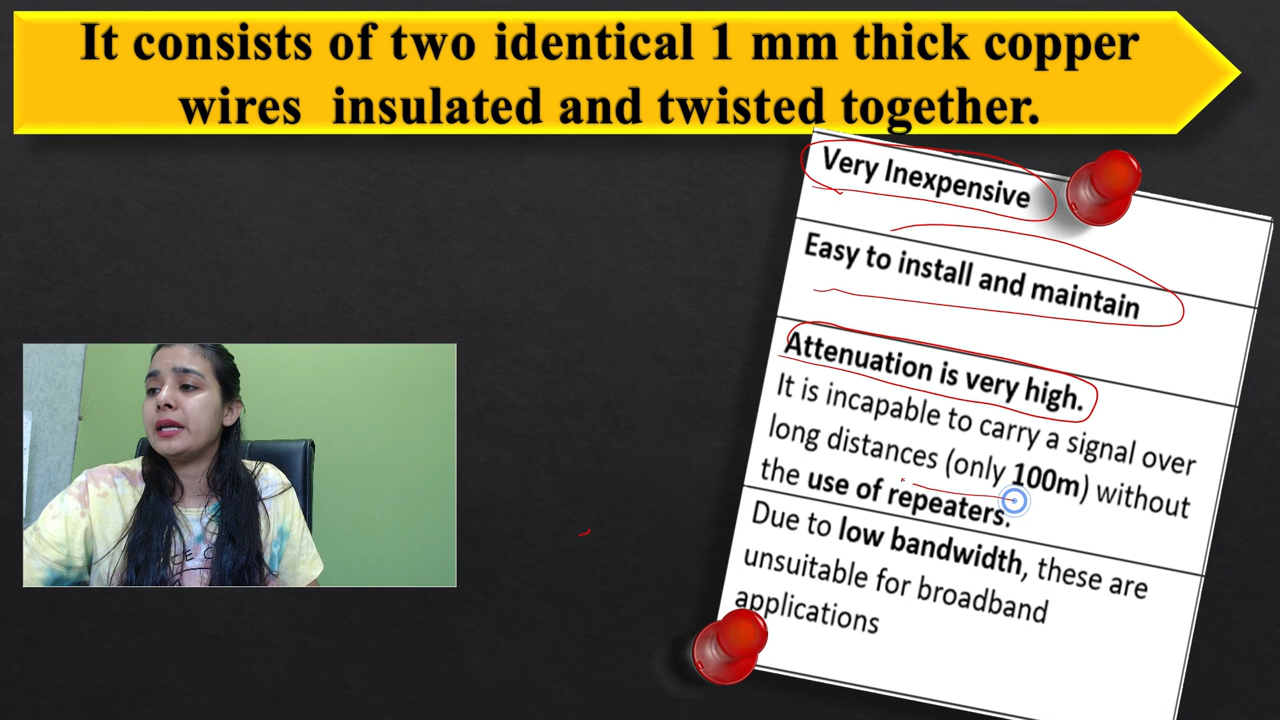 It consists of two identical 1 mm thick copper
wires insulated and twisted together.
Very Inexpensive
Easy to install and maintain
Attenuation is very high.
It is incapable to carry a signal over
long distances (only 100m) without
the use of repeaters.
Due to low bandwidth, these are
unsuitable for broadband
applications